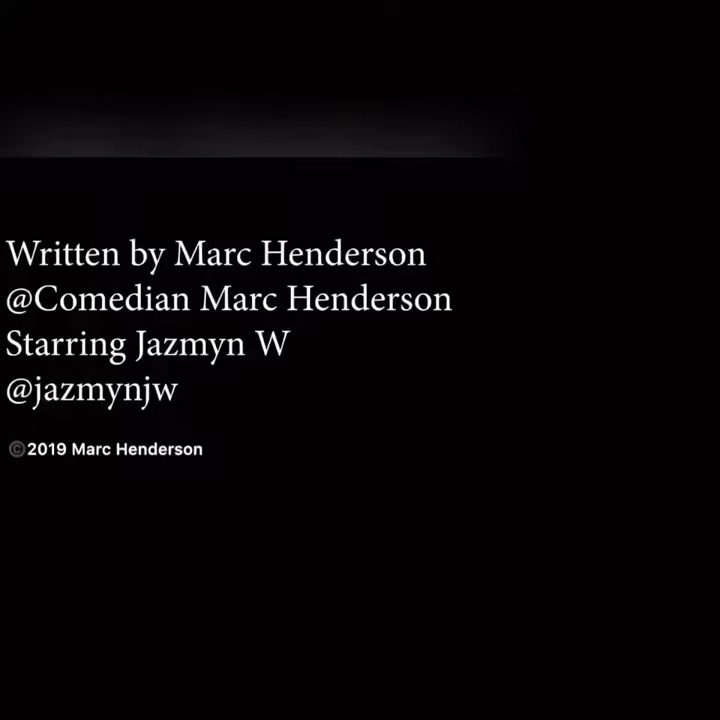 Written by Marc Henderson
@Comedian Marc Henderson
Starring Jazmyn W
@jazmynjw
©2019 Marc Henderson